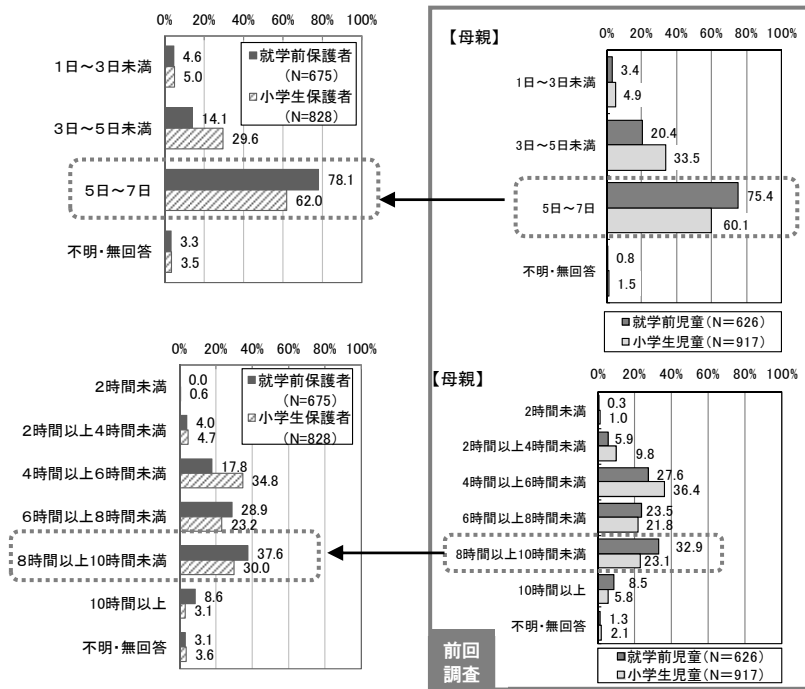 0% 20% 40% 60% 80% 100%
1日～3日未満
4.6
5.0
3日～5日未満
14.1
29.6
5日～7日
78.1
62.0
不明・無回答
3.3
3.5
就学前保護者
(N=675)
小学生保護者
(N=828)
【母親】
0% 20% 40% 60% 80% 100%
1日～3日未満
3.4
4.9
3日～5日未満
20.4
33.5
5日～7日
75.4
60.1
不明・無回答
0.8
1.5
就学前児童(N＝626)
小学生児童(N＝917)
0% 20% 40% 60% 80% 100%
2時間未満
0.0
0.6
2時間以上4時間未満
4.0
4.7
4時間以上6時間未満
17.8
34.8
6時間以上8時間未満
28.9
23.2
8時間以上10時間未満
37.6
30.0
10時間以上
8.6
3.1
不明・無回答
3.1
3.6
就学前保護者
(N=675)
小学生保護者
(N=828)
【母親】
0% 20% 40% 60% 80% 100%
2時間未満
0.3
1.0
2時間以上4時間未満
5.9
9.8
4時間以上6時間未満
27.6
36.4
6時間以上8時間未満
23.5
21.8
8時間以上10時間未満
32.9
23.1
10時間以上
8.5
5.8
不明・無回答
1.3
2.1
就学前児童(N＝626)
小学生児童(N＝917)
前回
調査